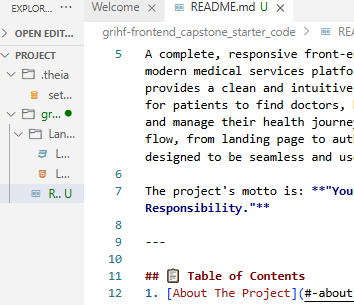 EXPLOR... ...
OPEN EDIT...
PROJECT
.theia
set...
gr...
Lan...
L...
L...
R.. U
Welcome
README.md U
grihf-frontend_capstone_starter_code > README
5 A complete, responsive front-e
modern medical services platfo
provides a clean and intuitive
for patients to find doctors,
and manage their health journe
flow, from landing page to aut
designed to be seamless and us
6
7 The project's motto is: **"You
Responsibility."**
8
9 ---
10
11 ## 📋 Table of Contents
12 1. [About The Project](#-about